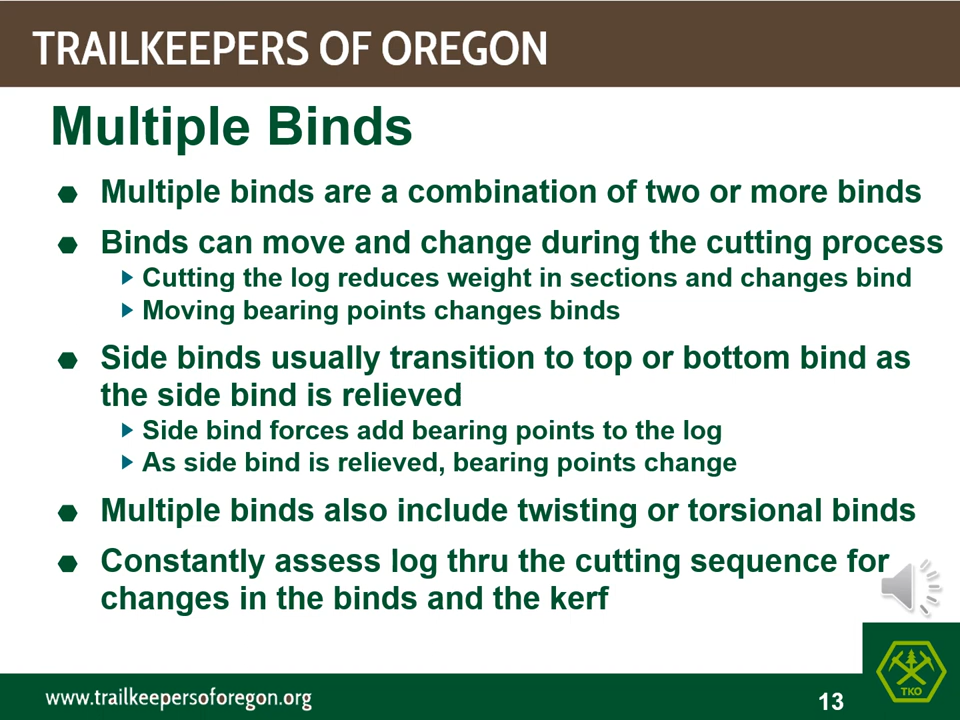 TRAILKEEPERS OF OREGON
Multiple Binds
Multiple binds are a combination of two or more binds
Binds can move and change during the cutting process
Cutting the log reduces weight in sections and changes bind
Moving bearing points changes binds
Side binds usually transition to top or bottom bind as
the side bind is relieved
Side bind forces add bearing points to the log
As side bind is relieved, bearing points change
Multiple binds also include twisting or torsional binds
Constantly assess log thru the cutting sequence for
changes in the binds and the kerf
www.trailkeepersoforegon.org
13
TKO